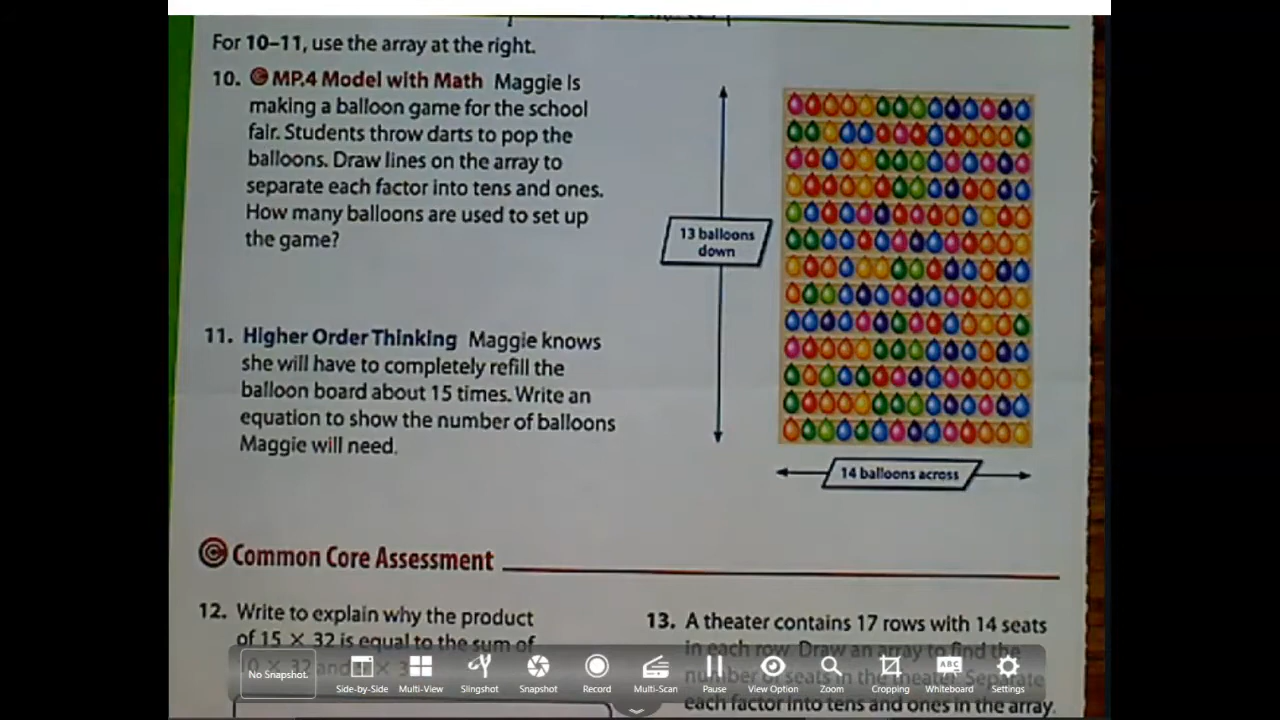 For 10–11, use the array at the right.
10. MP.4 Model with Math Maggie is
making a balloon game for the school
fair. Students throw darts to pop the
balloons. Draw lines on the array to
separate each factor into tens and ones.
How many balloons are used to set up
the game?
13 balloons
down
14 balloons across
11. Higher Order Thinking Maggie knows
she will have to completely refill the
balloon board about 15 times. Write an
equation to show the number of balloons
Maggie will need.
Common Core Assessment
12. Write to explain why the product
of 15 × 32 is equal to the sum of
× 32 and
13. A theater contains 17 rows with 14 seats
in each row. Draw an array to find the
number of seats in the theater. Separate
each factor into tens and ones in the array.
No Snapshot.
Side-by-Side
Multi-View
Slingshot
Snapshot
Record
Multi-Scan
Pause
View Option
Zoom
Cropping
ABC
Whiteboard
Settings